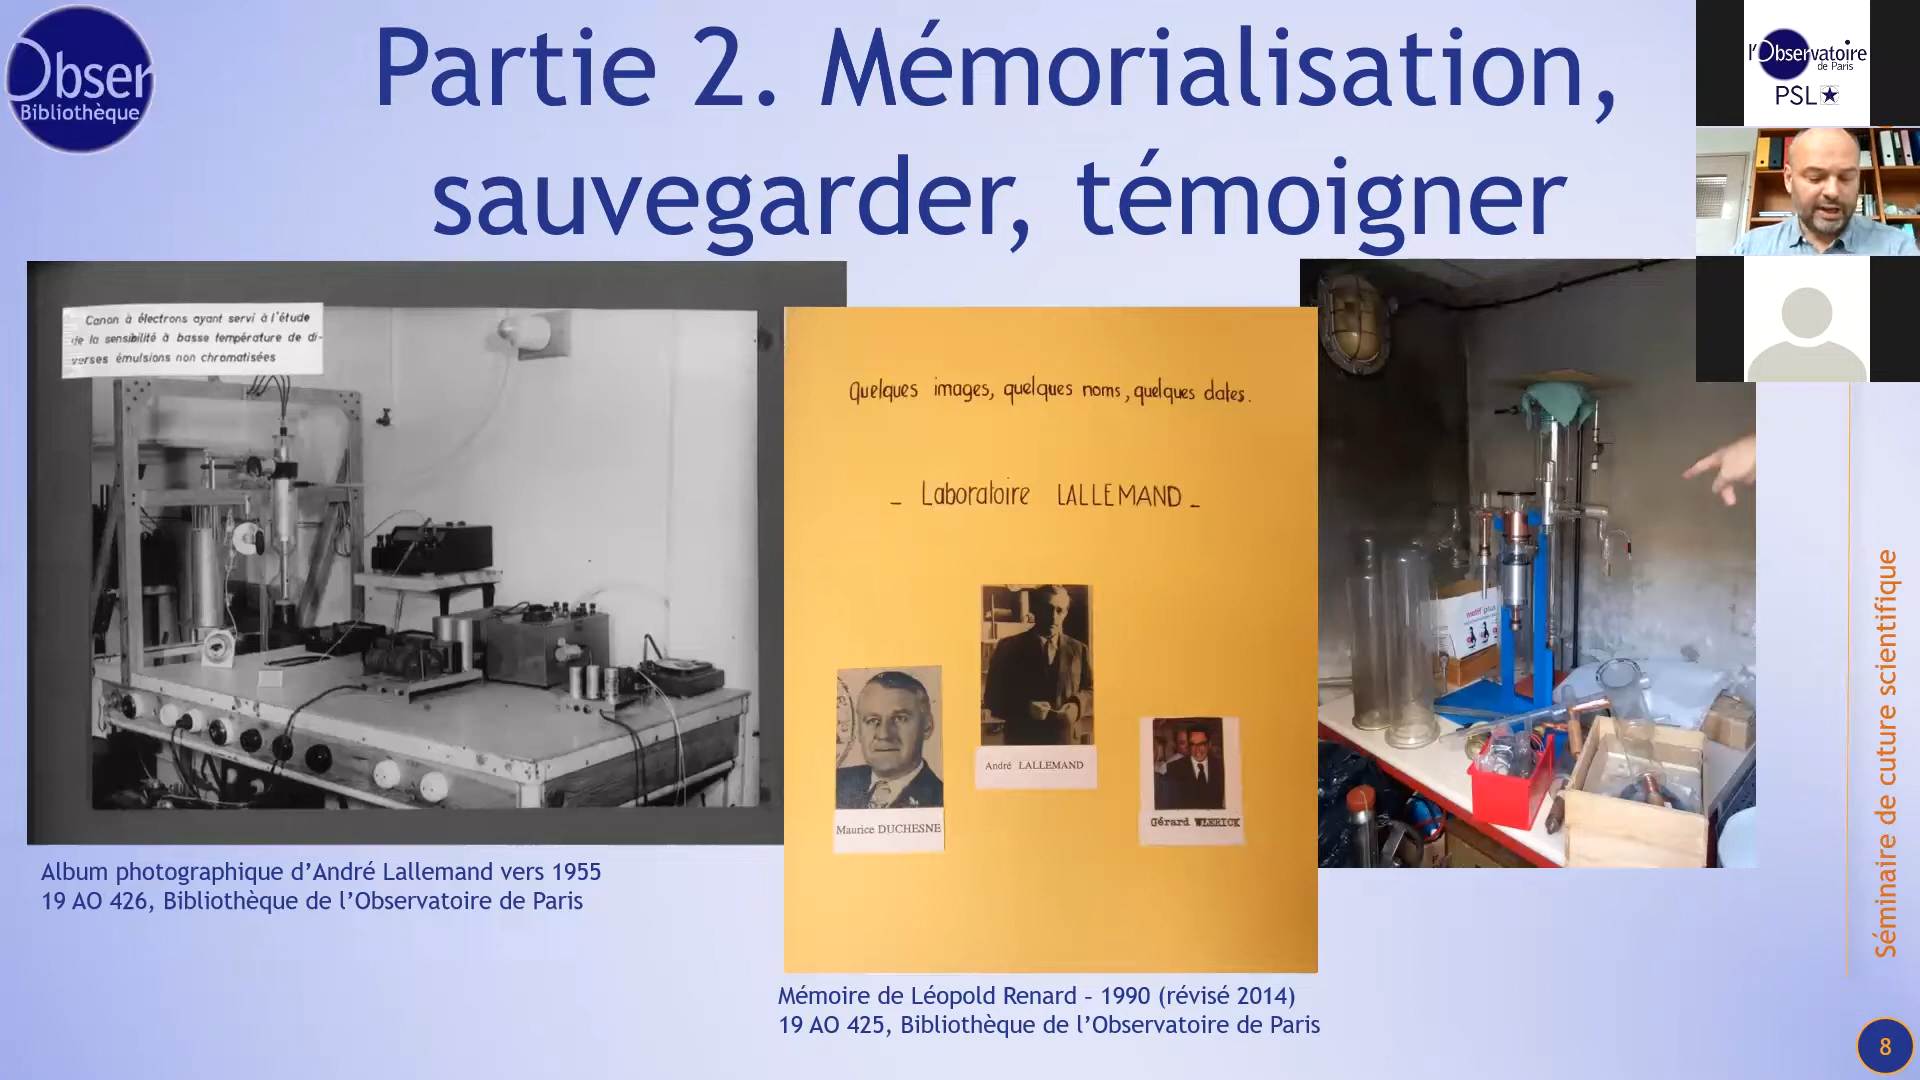 Obser
Bibliothèque
Partie 2. Mémorialisation,
sauvegarder, témoigner
l'Observatoire
de Paris
PSL
Canon à électrons ayant servi à l'étude
de la sensibilité à basse température de di-
verses émulsions non chromatisées
Quelques images, quelques noms, quelques dates.
_ Laboratoire LALLEMAND _
André LALLEMAND
Maurice DUCHESNE
Gérard WLERICK
motif plus
Album photographique d'André Lallemand vers 1955
19 AO 426, Bibliothèque de l'Observatoire de Paris
Mémoire de Léopold Renard – 1990 (révisé 2014)
19 AO 425, Bibliothèque de l'Observatoire de Paris
Séminaire de cuture scientifique
8